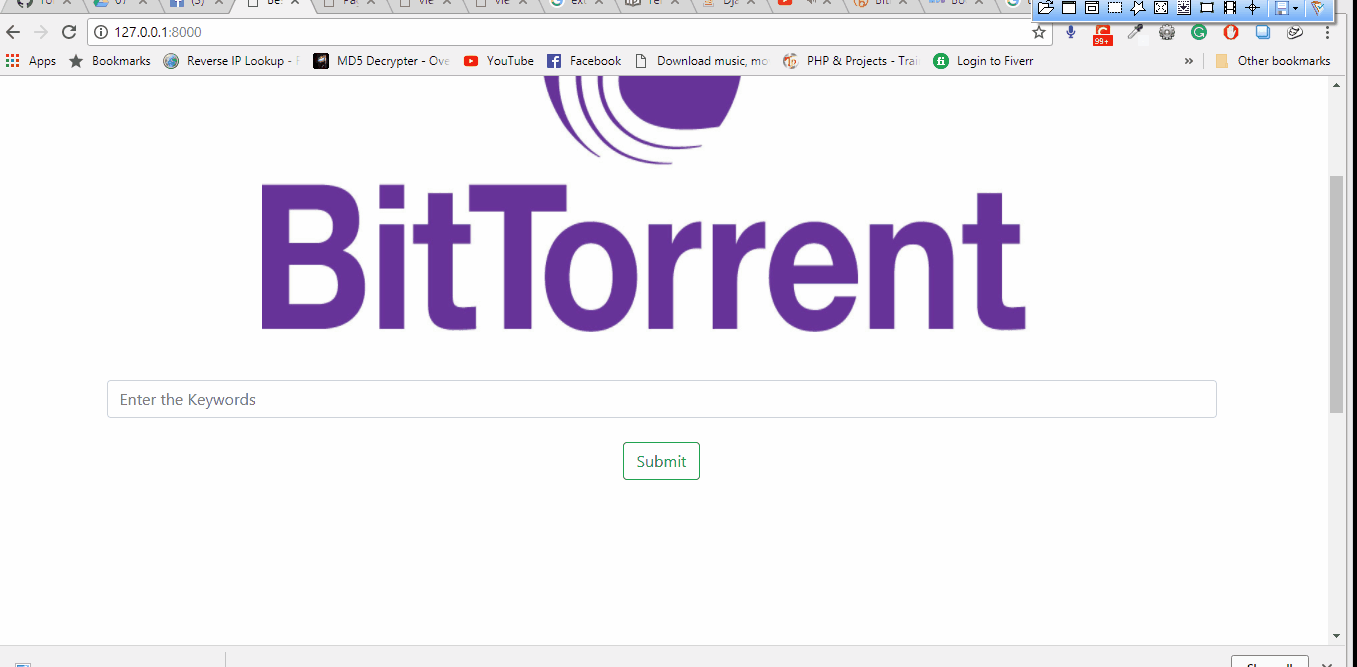 127.0.0.1:8000
99+
Apps Bookmarks Reverse IP Lookup - MD5 Decrypter - Ove YouTube Facebook Download music, mo PHP & Projects - Trai Login to Fiverr » Other bookmarks
BitTorrent
Enter the Keywords
Submit